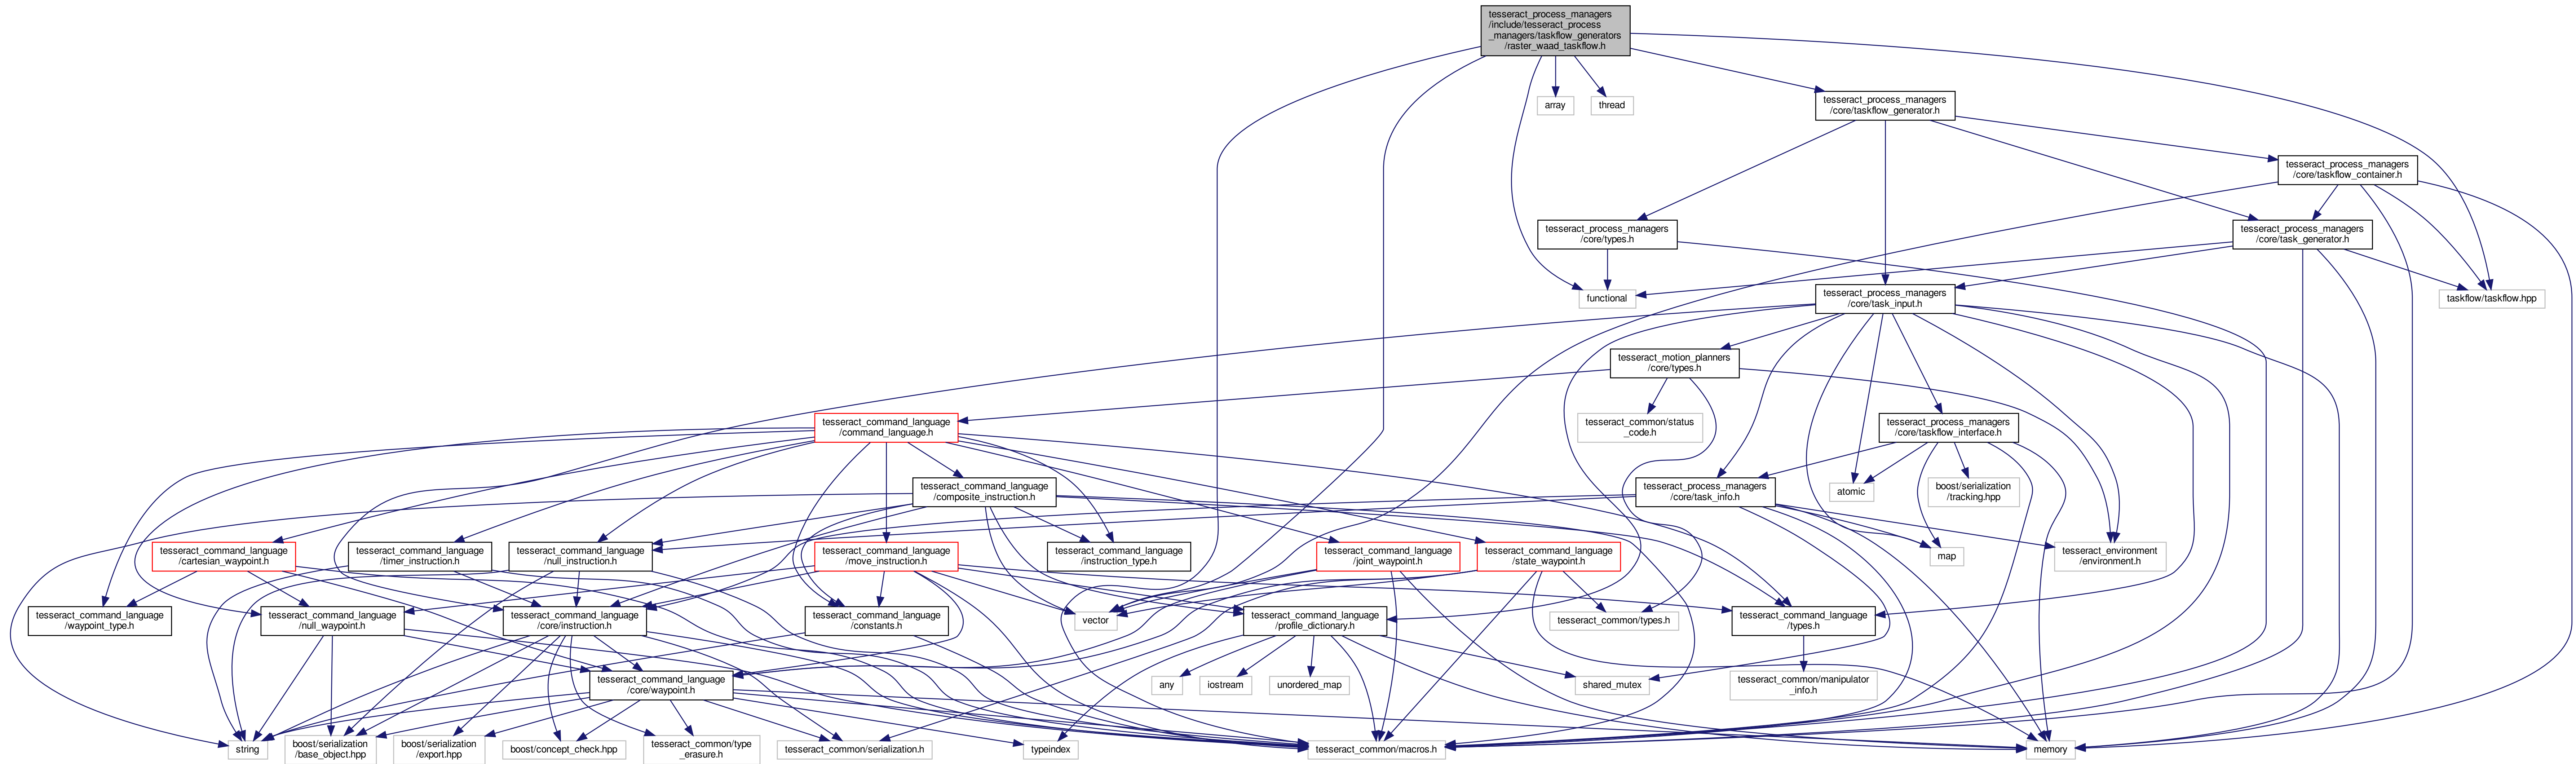 tesseract_process_managers
/include/tesseract_process
_managers/taskflow_generators
/raster_waad_taskflow.h
array
thread
tesseract_process_managers
/core/taskflow_generator.h
tesseract_process_managers
/core/taskflow_container.h
tesseract_process_managers
/core/types.h
tesseract_process_managers
/core/task_generator.h
functional
tesseract_process_managers
/core/task_input.h
taskflow/taskflow.hpp
tesseract_motion_planners
/core/types.h
tesseract_command_language
/command_language.h
tesseract_common/status
_code.h
tesseract_process_managers
/core/taskflow_interface.h
tesseract_command_language
/composite_instruction.h
tesseract_process_managers
/core/task_info.h
atomic
boost/serialization
/tracking.hpp
tesseract_command_language
/cartesian_waypoint.h
tesseract_command_language
/timer_instruction.h
tesseract_command_language
/null_instruction.h
tesseract_command_language
/move_instruction.h
tesseract_command_language
/instruction_type.h
tesseract_command_language
/joint_waypoint.h
tesseract_command_language
/state_waypoint.h
map
tesseract_environment
/environment.h
tesseract_command_language
/waypoint_type.h
tesseract_command_language
/null_waypoint.h
tesseract_command_language
/core/instruction.h
tesseract_command_language
/constants.h
vector
tesseract_command_language
/profile_dictionary.h
tesseract_common/types.h
tesseract_command_language
/types.h
tesseract_command_language
/core/waypoint.h
any
iostream
unordered_map
shared_mutex
tesseract_common/manipulator
_info.h
string
boost/serialization
/base_object.hpp
boost/serialization
/export.hpp
boost/concept_check.hpp
tesseract_common/type
_erasure.h
tesseract_common/serialization.h
typeindex
tesseract_common/macros.h
memory